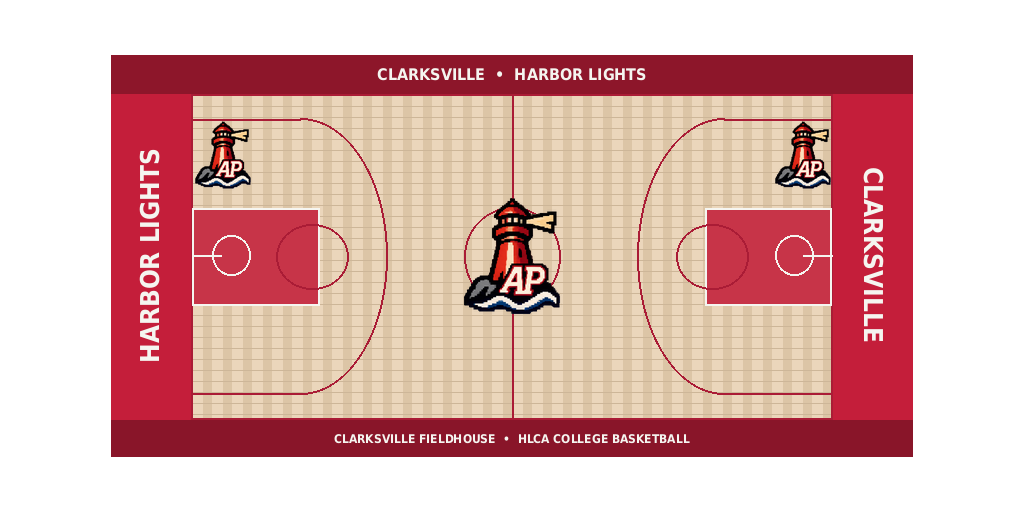 CLARKSVILLE • HARBOR LIGHTS
AP
AP
HARBOR LIGHTS
CLARKSVILLE
AP
CLARKSVILLE FIELDHOUSE • HLCA COLLEGE BASKETBALL